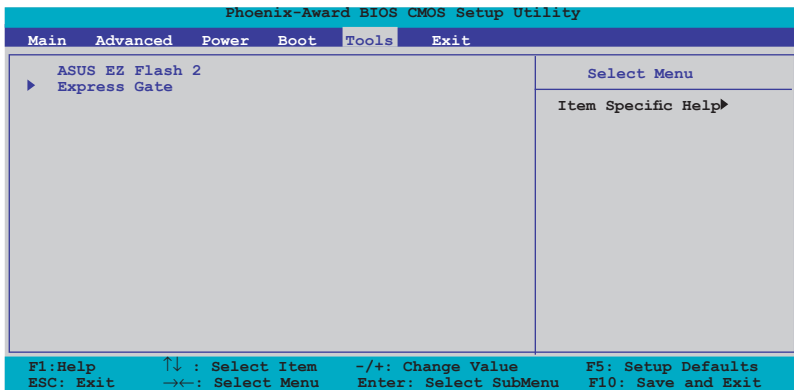 Phoenix-Award BIOS CMOS Setup Utility
Main Advanced Power Boot Tools Exit
ASUS EZ Flash 2
Express Gate
Select Menu
Item Specific Help
F1:Help ↑↓ : Select Item -/+: Change Value F5: Setup Defaults
ESC: Exit →←: Select Menu Enter: Select SubMenu F10: Save and Exit